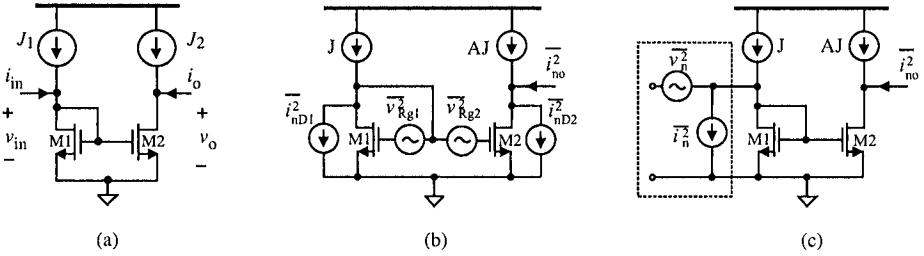 J1
J2
iin
io
+
vin
−
M1
M2
+
vo
−
(a)
J
AJ
i²no
i²nD1
v²Rg1
v²Rg2
i²nD2
M1
M2
(b)
v²n
J
AJ
i²no
i²n
M1
M2
(c)